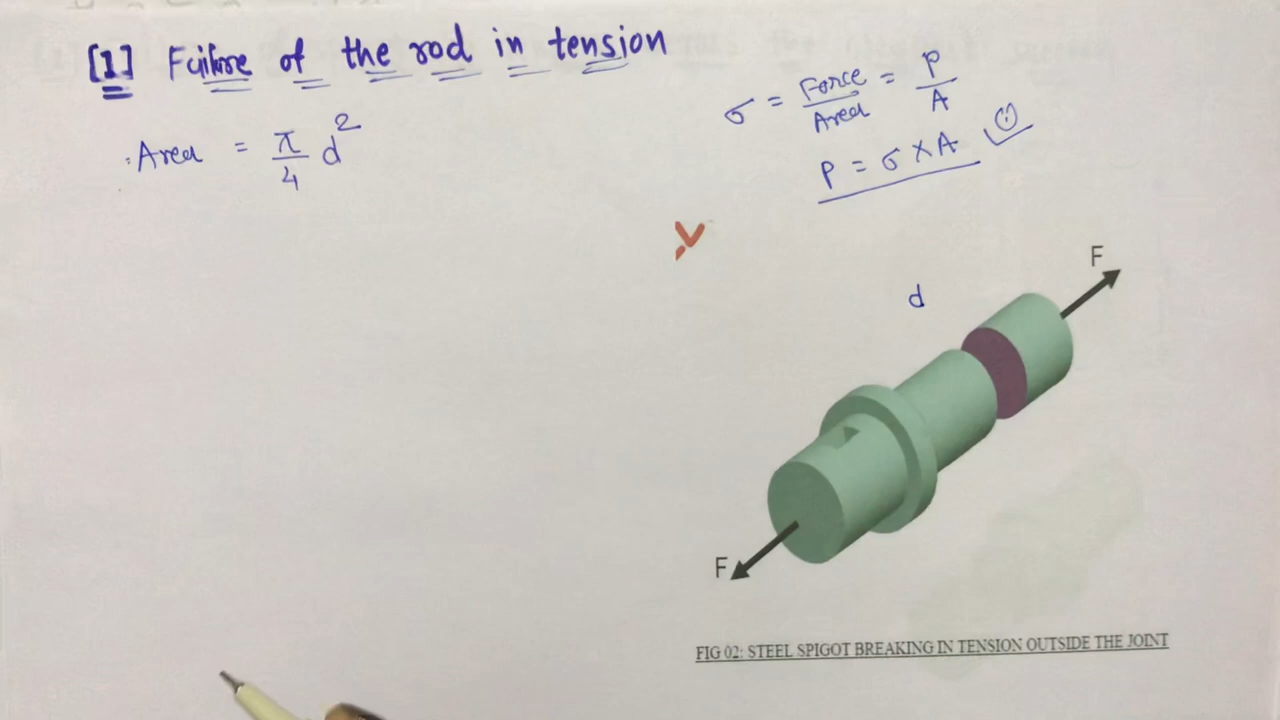 [1] Failure of the rod in tension
Area = π/4 d²
σ = Force/Area = P/A
P = σ × A
d
F
F
FIG 02: STEEL SPIGOT BREAKING IN TENSION OUTSIDE THE JOINT